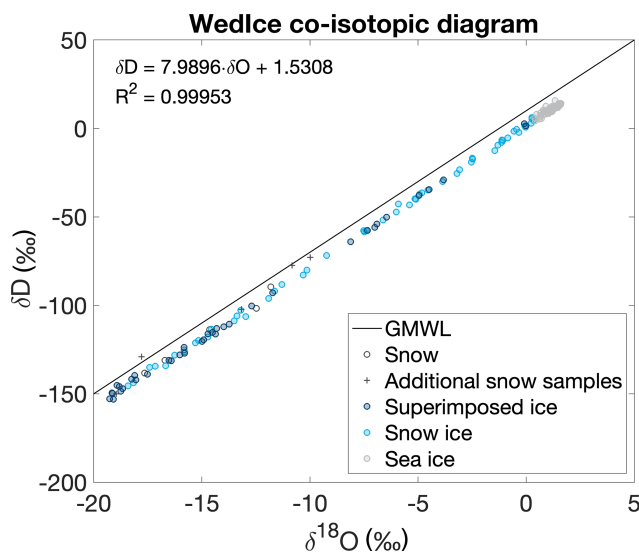 WedIce co-isotopic diagram
δD = 7.9896·δO + 1.5308
R² = 0.99953
50
0
-50
-100
-150
-200
δD (‰)
GMWL
Snow
Additional snow samples
Superimposed ice
Snow ice
Sea ice
-20 -15 -10 -5 0 5
δ¹⁸O (‰)